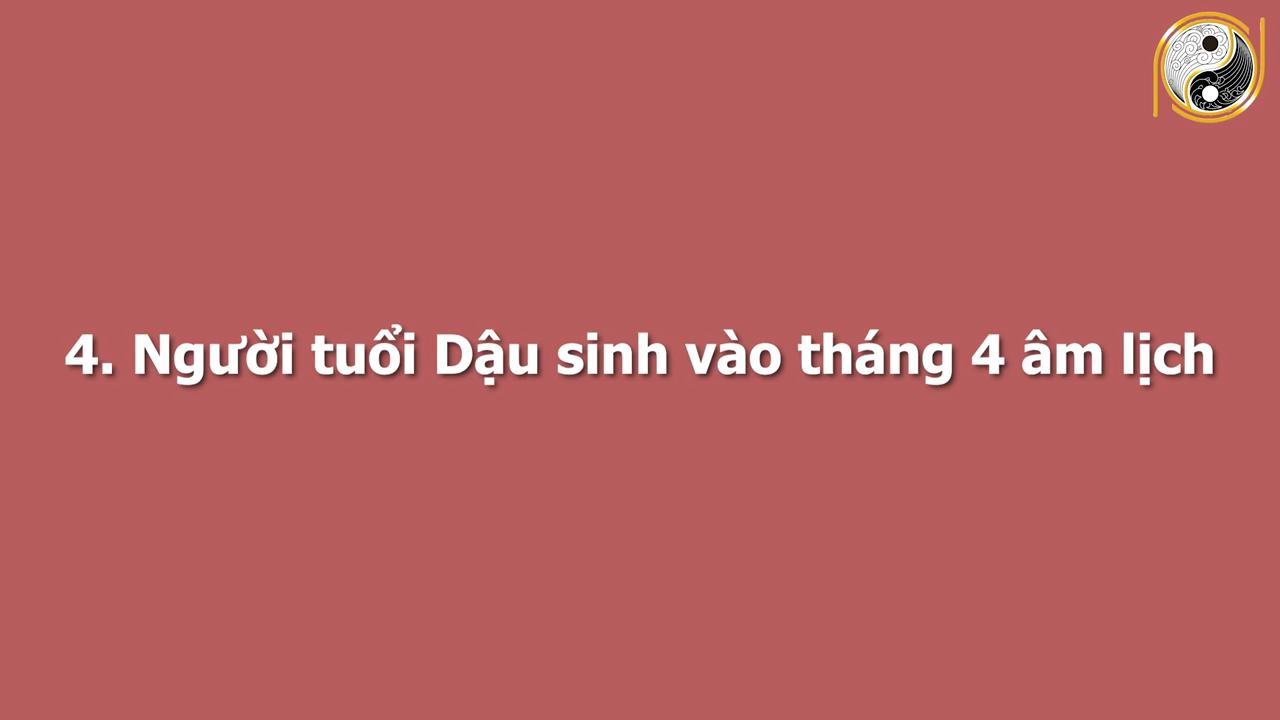 4. Người tuổi Dậu sinh vào tháng 4 âm lịch